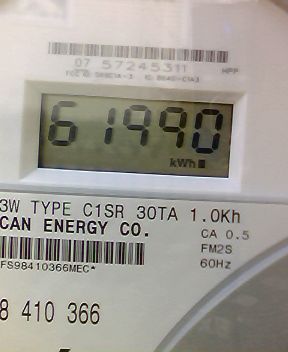 07 57245311
61990
kWh
3W TYPE C1SR 30TA 1.0Kh
CAN ENERGY CO.
CA 0.5
FM2S
60Hz
FS98410366MEC*
8 410 366